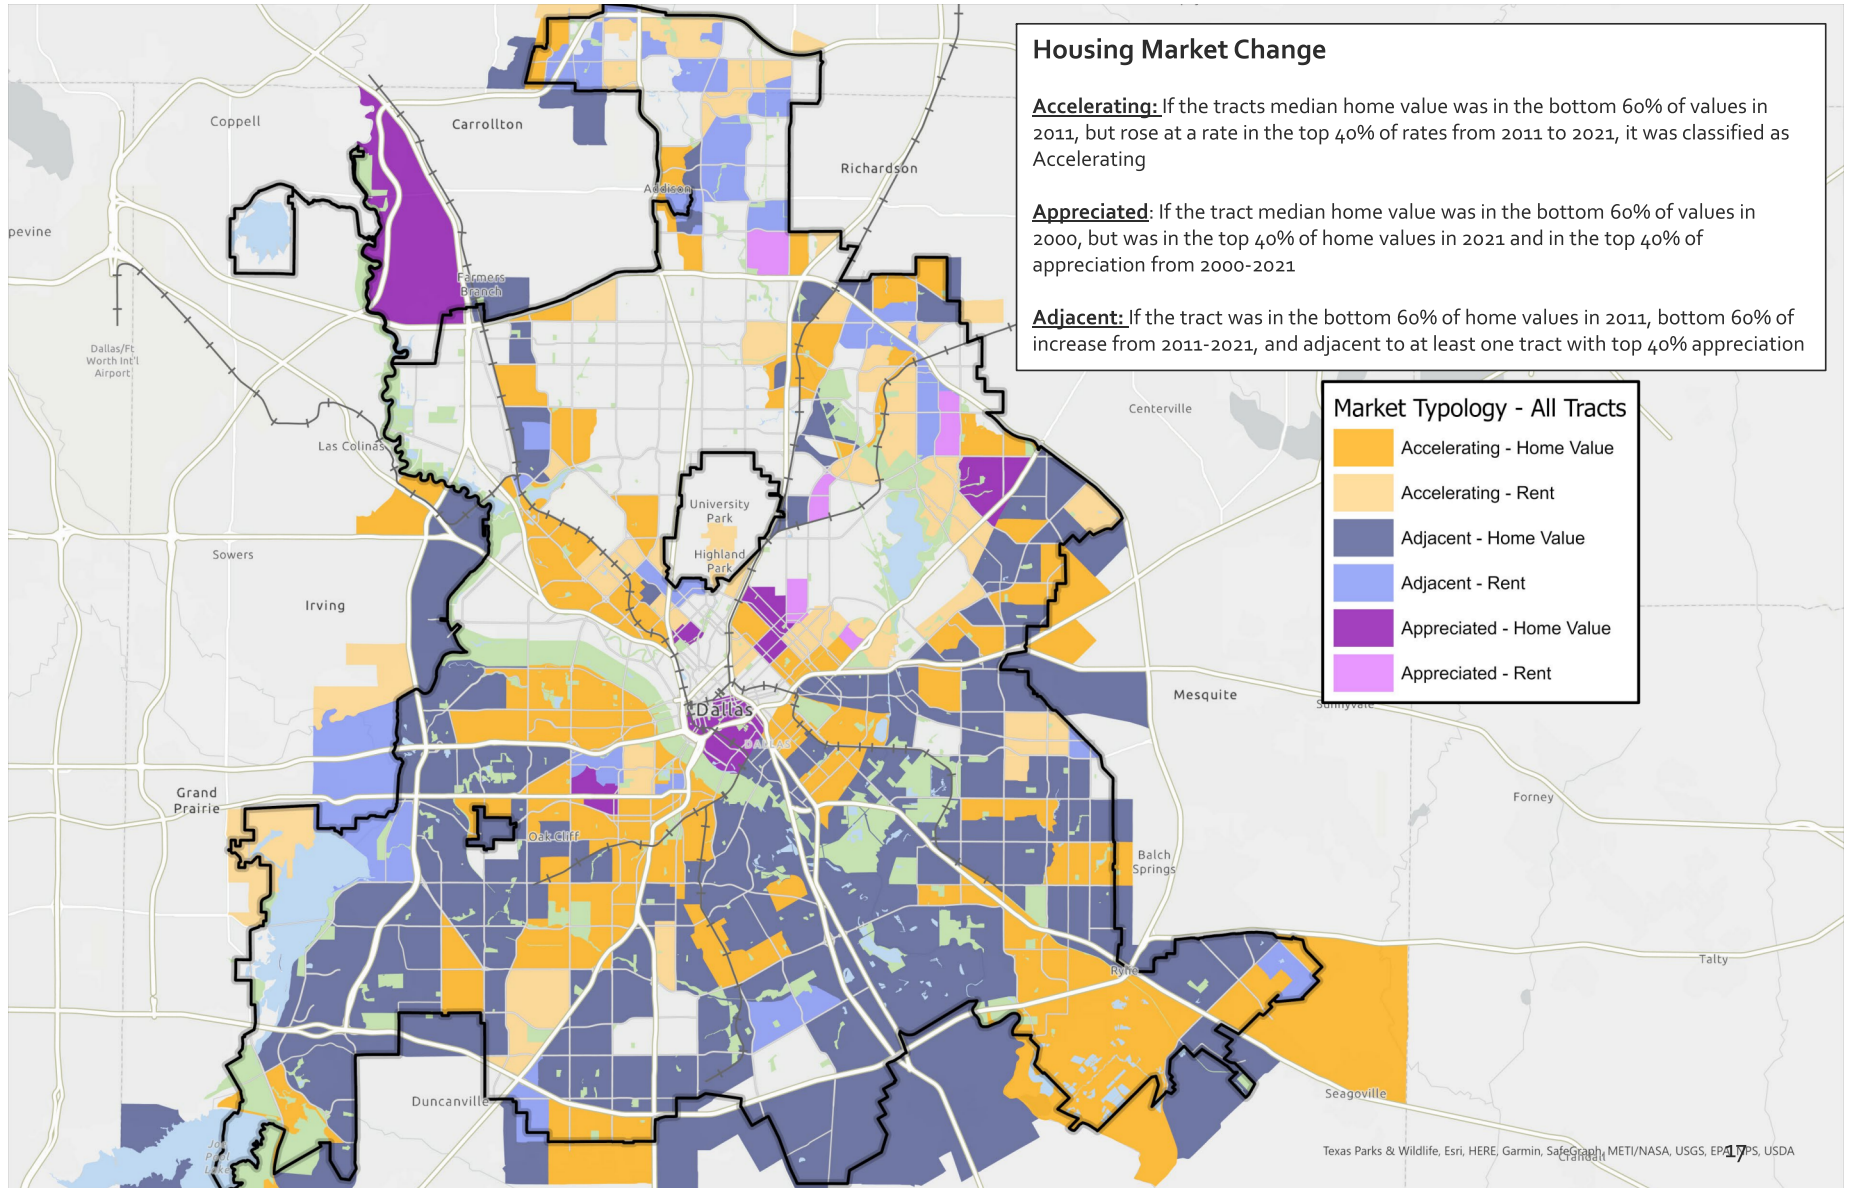 Housing Market Change
Accelerating: If the tracts median home value was in the bottom 60% of values in
2011, but rose at a rate in the top 40% of rates from 2011 to 2021, it was classified as
Accelerating
Appreciated: If the tract median home value was in the bottom 60% of values in
2000, but was in the top 40% of home values in 2021 and in the top 40% of
appreciation from 2000-2021
Adjacent: If the tract was in the bottom 60% of home values in 2011, bottom 60% of
increase from 2011-2021, and adjacent to at least one tract with top 40% appreciation
Market Typology - All Tracts
Accelerating - Home Value
Accelerating - Rent
Adjacent - Home Value
Adjacent - Rent
Appreciated - Home Value
Appreciated - Rent
Coppell
Carrollton
Richardson
Addison
pevine
Farmers
Branch
Dallas/Ft
Worth Int'l
Airport
Centerville
Las Colinas
University
Park
Highland
Park
Sowers
Irving
Mesquite
Sunnyvale
Dallas
DALLAS
Grand
Prairie
Forney
Oak Cliff
Balch
Springs
Rylie
Talty
Duncanville
Seagoville
Joe
Pool
Lake
Crandall
Texas Parks & Wildlife, Esri, HERE, Garmin, SafeGraph, METI/NASA, USGS, EPA, NPS, USDA
17